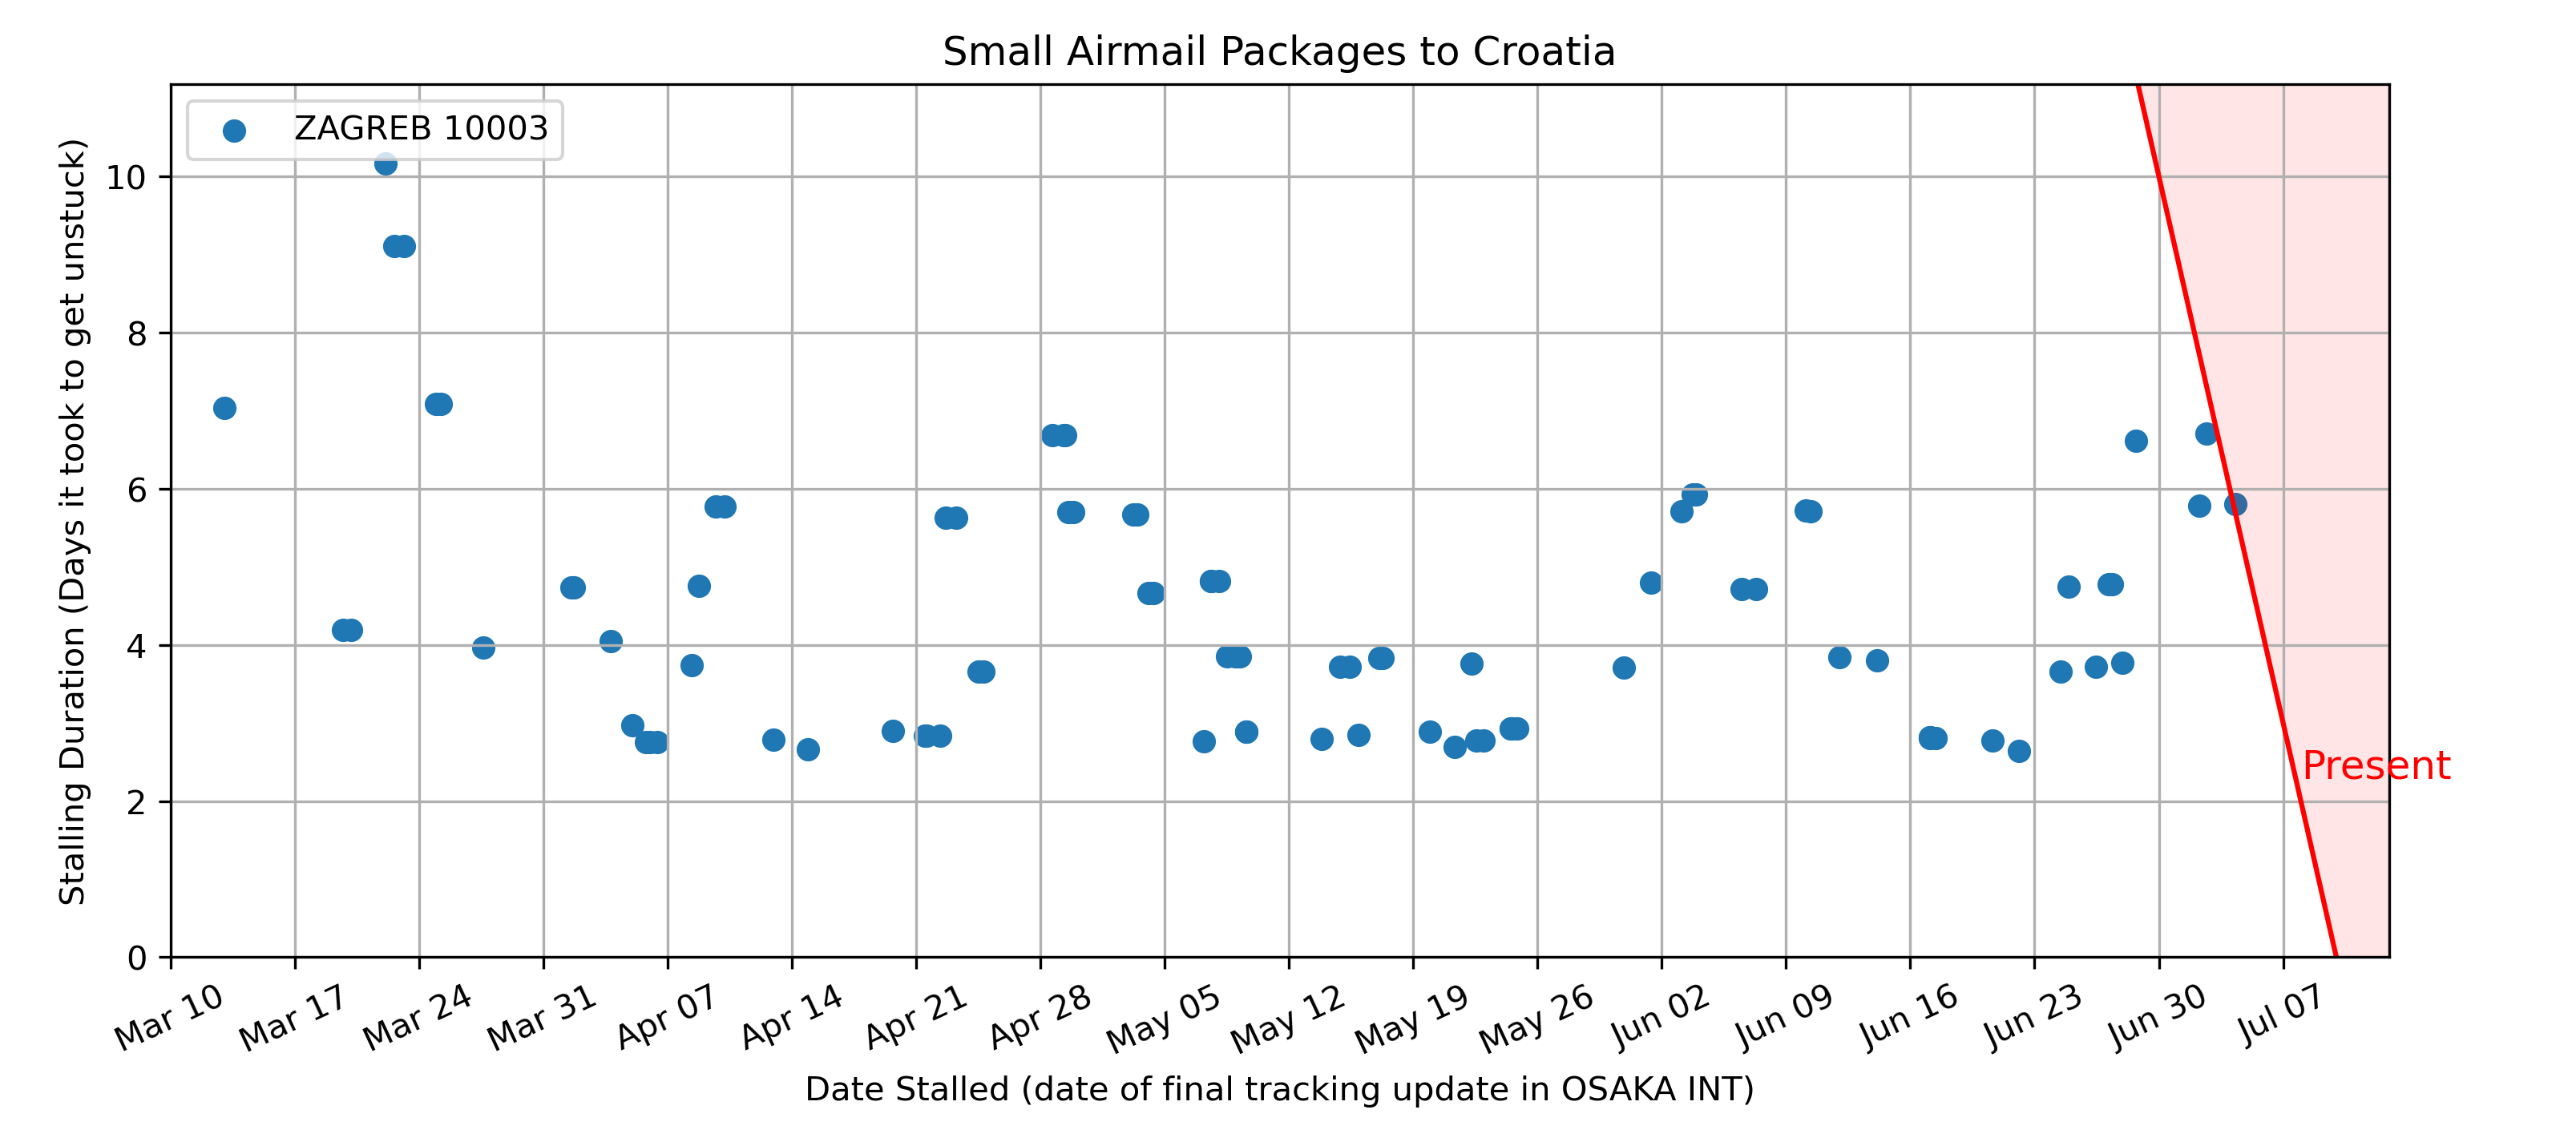 Small Airmail Packages to Croatia
ZAGREB 10003
Stalling Duration (Days it took to get unstuck)
10
8
6
4
2
0
Present
Mar 10
Mar 17
Mar 24
Mar 31
Apr 07
Apr 14
Apr 21
Apr 28
May 05
May 12
May 19
May 26
Jun 02
Jun 09
Jun 16
Jun 23
Jun 30
Jul 07
Date Stalled (date of final tracking update in OSAKA INT)